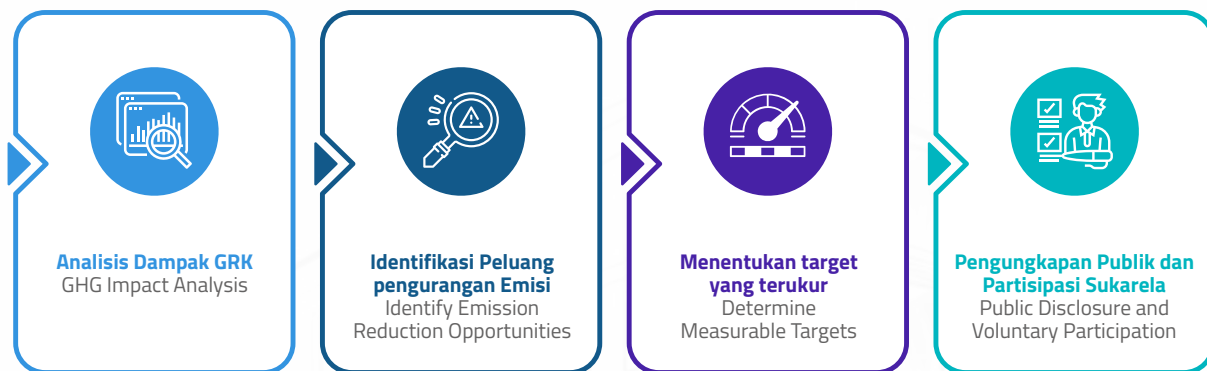 Analisis Dampak GRK
GHG Impact Analysis
Identifikasi Peluang
pengurangan Emisi
Identify Emission
Reduction Opportunities
Menentukan target
yang terukur
Determine
Measurable Targets
Pengungkapan Publik dan
Partisipasi Sukarela
Public Disclosure and
Voluntary Participation